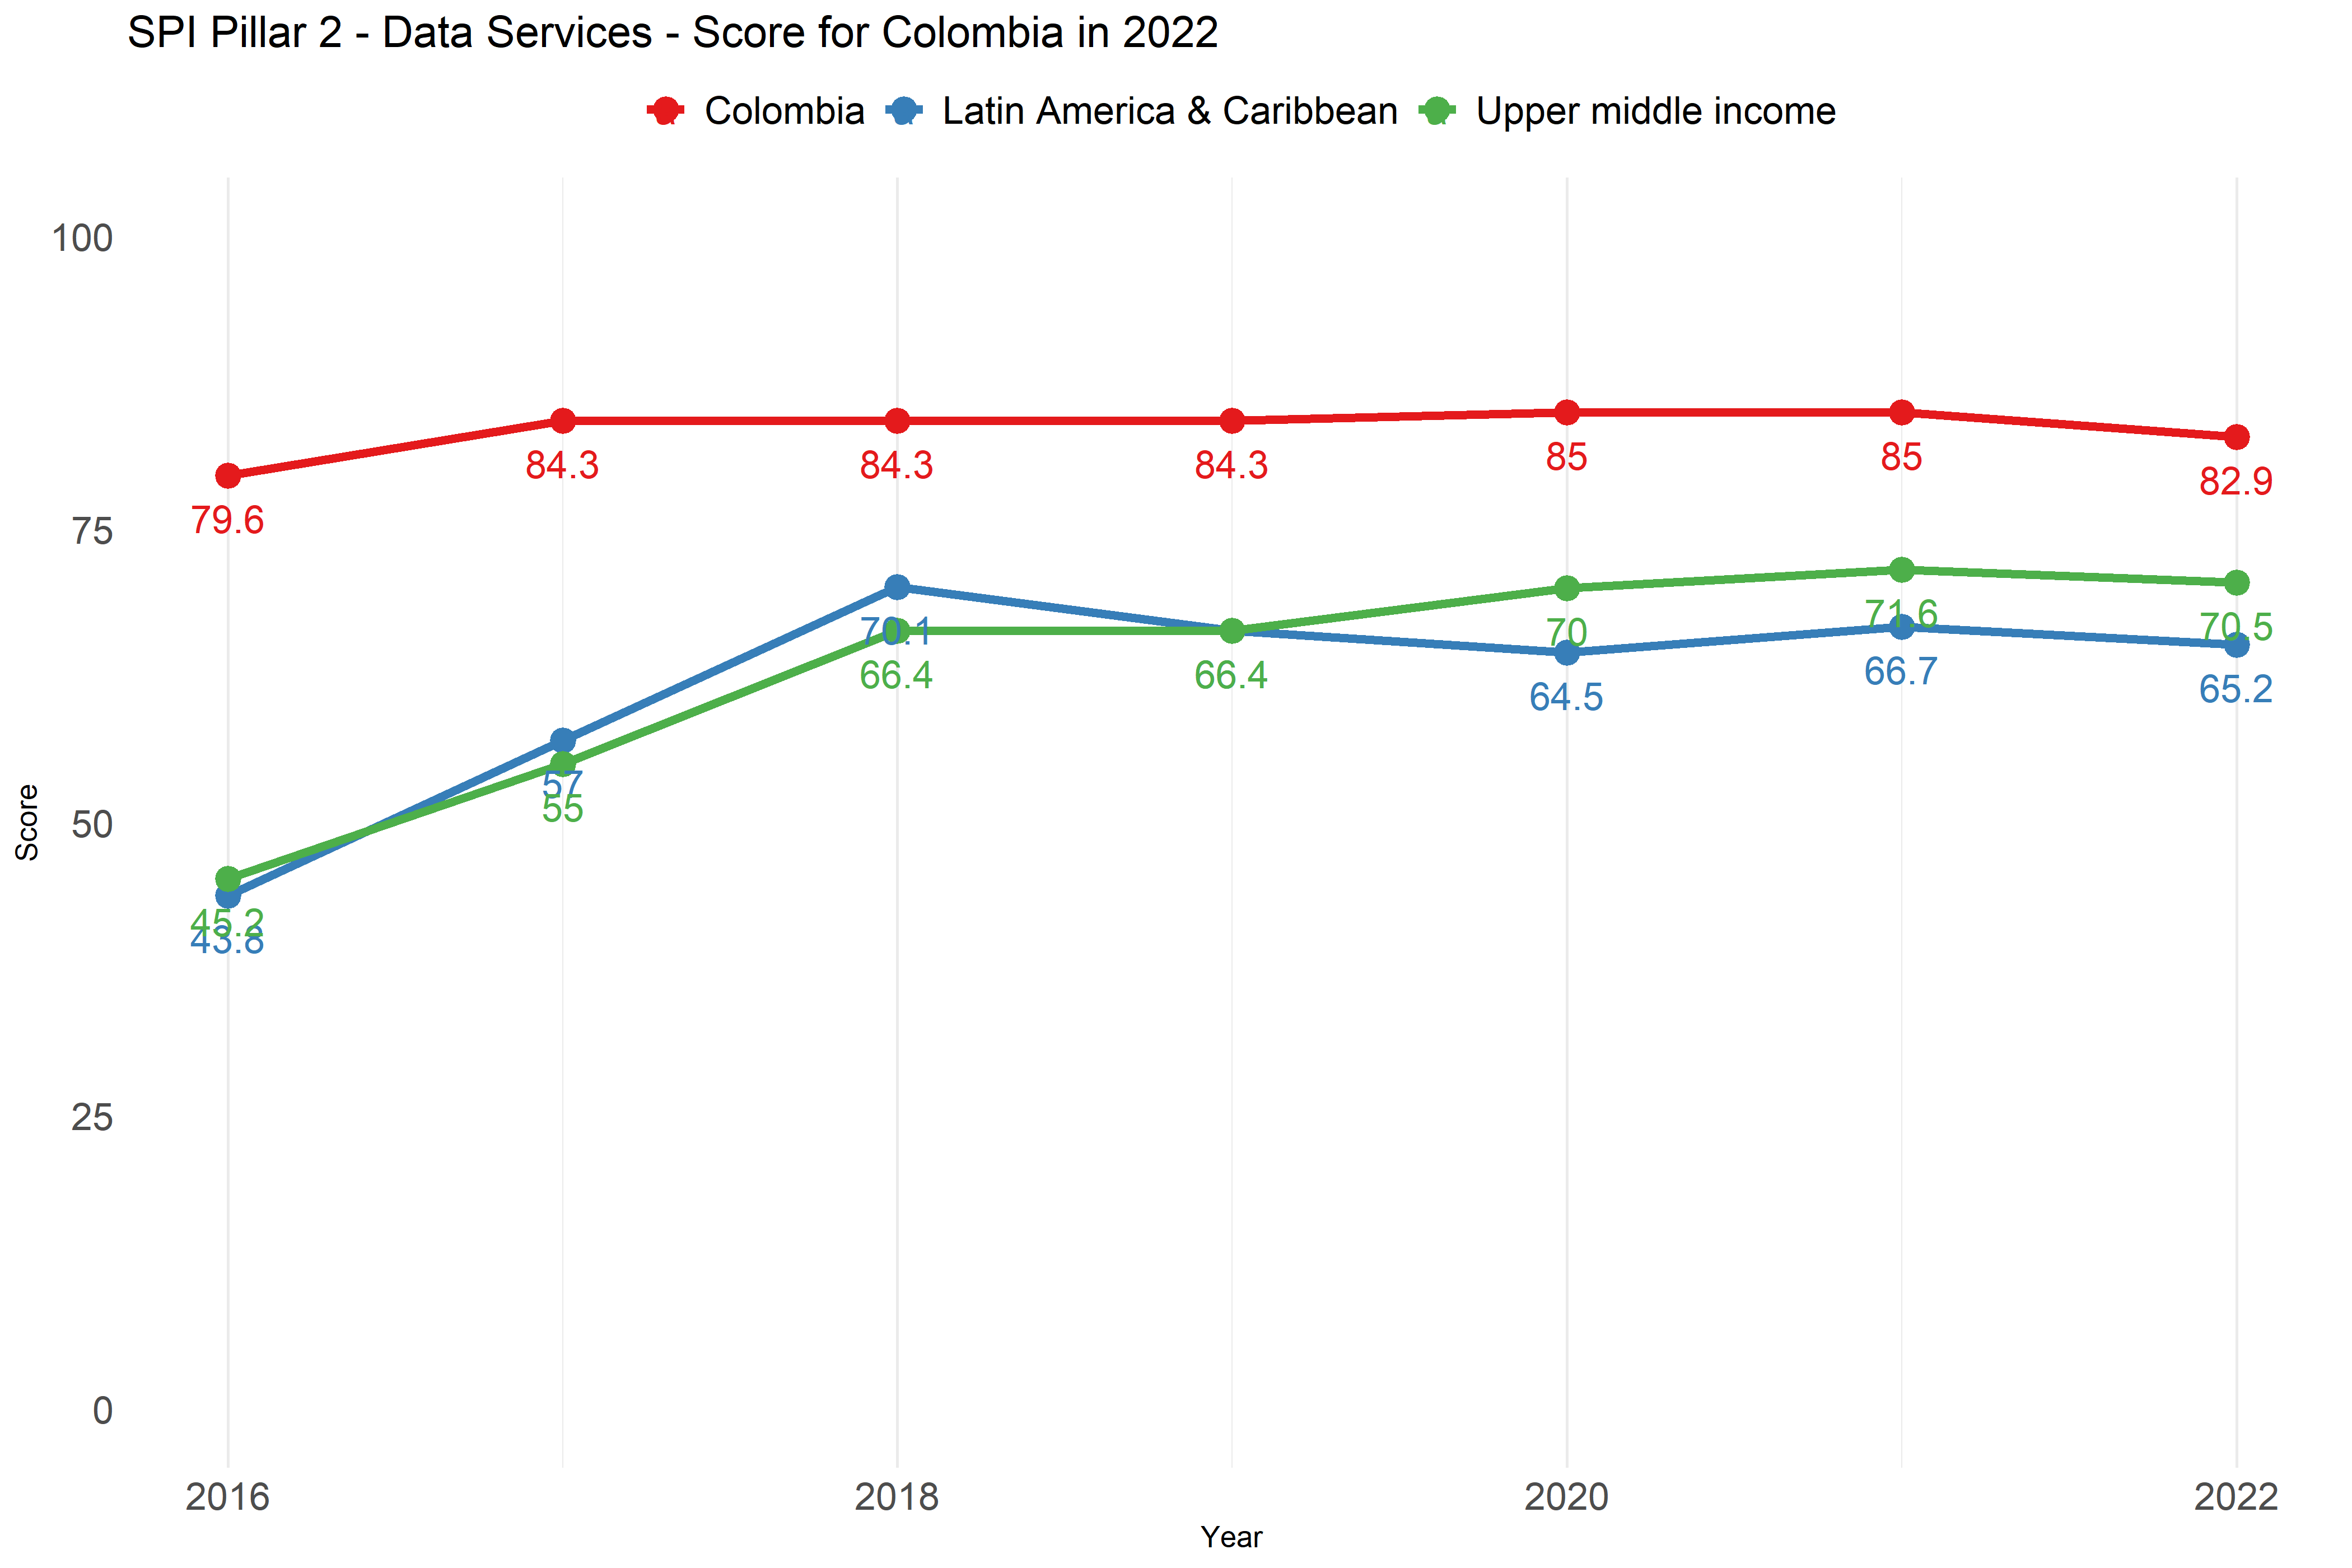 SPI Pillar 2 - Data Services - Score for Colombia in 2022
Colombia Latin America & Caribbean Upper middle income
100
75
50
25
0
Score
79.6 84.3 84.3 84.3 85 85 82.9
43.8 57 70.1 64.5 66.7 65.2
45.2 55 66.4 66.4 70 71.6 70.5
2016 2018 2020 2022
Year